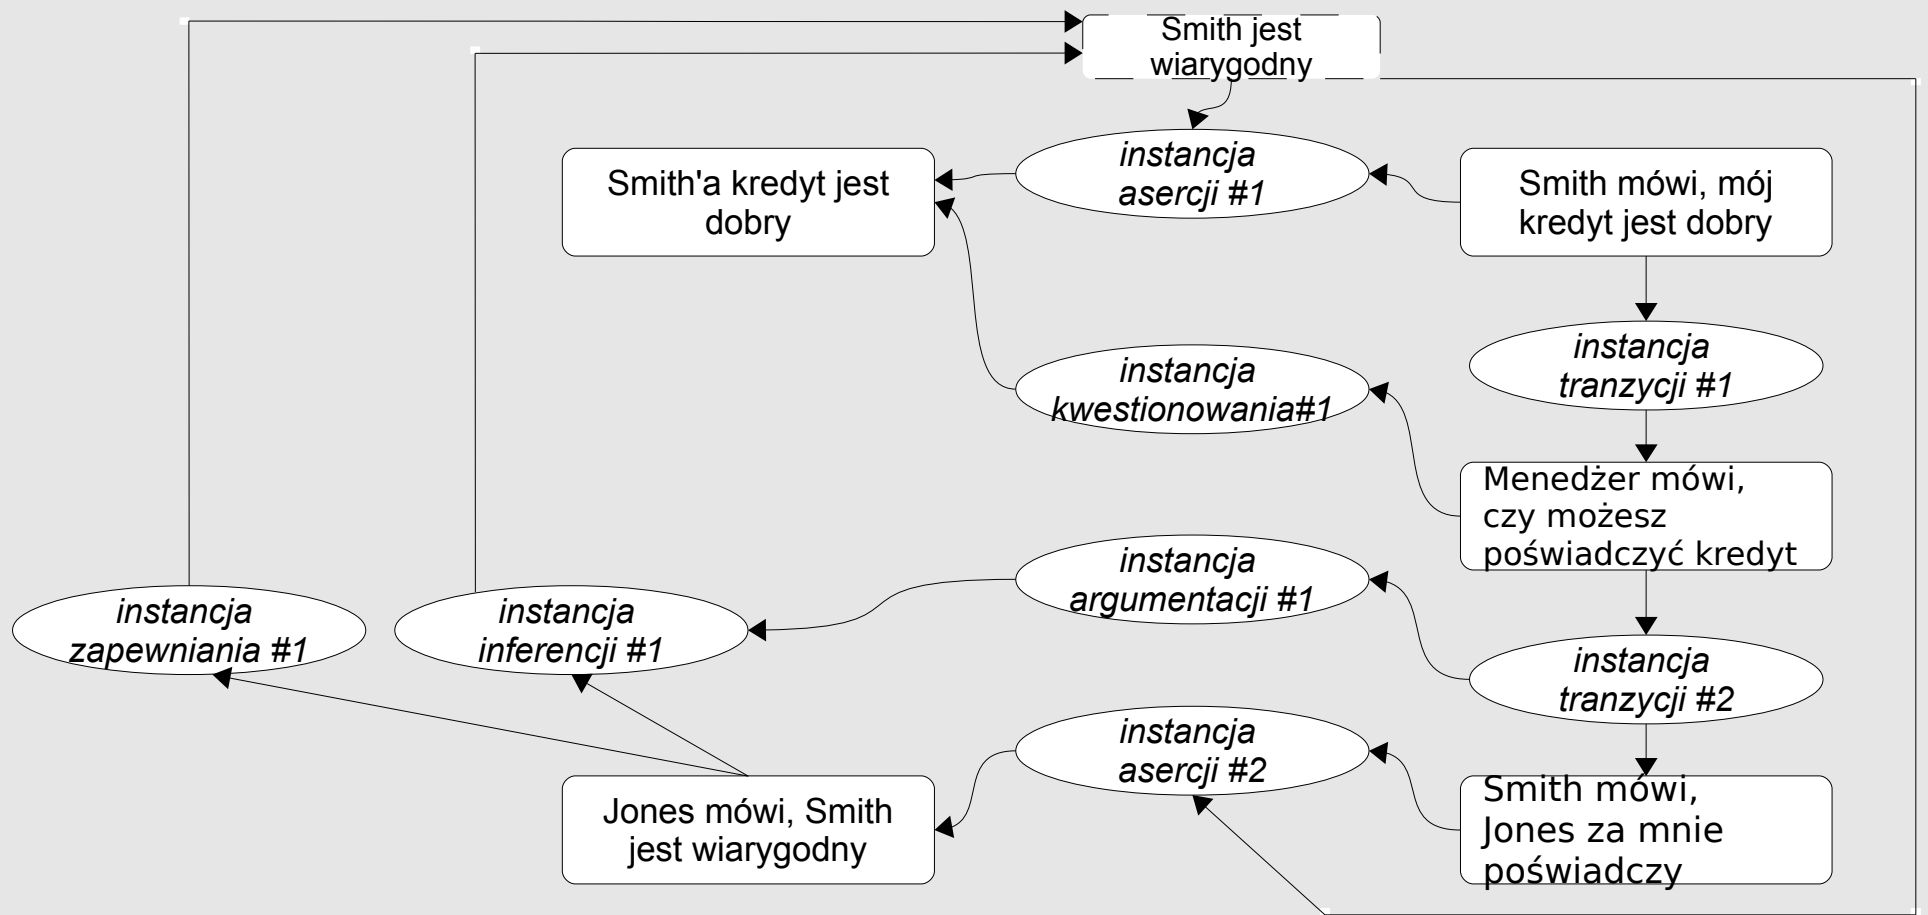 Smith jest
wiarygodny
instancja
asercji #1
Smith'a kredyt jest
dobry
Smith mówi, mój
kredyt jest dobry
instancja
tranzycji #1
instancja
kwestionowania#1
Menedżer mówi,
czy możesz
poświadczyć kredyt
instancja
argumentacji #1
instancja
zapewniania #1
instancja
inferencji #1
instancja
tranzycji #2
instancja
asercji #2
Jones mówi, Smith
jest wiarygodny
Smith mówi,
Jones za mnie
poświadczy